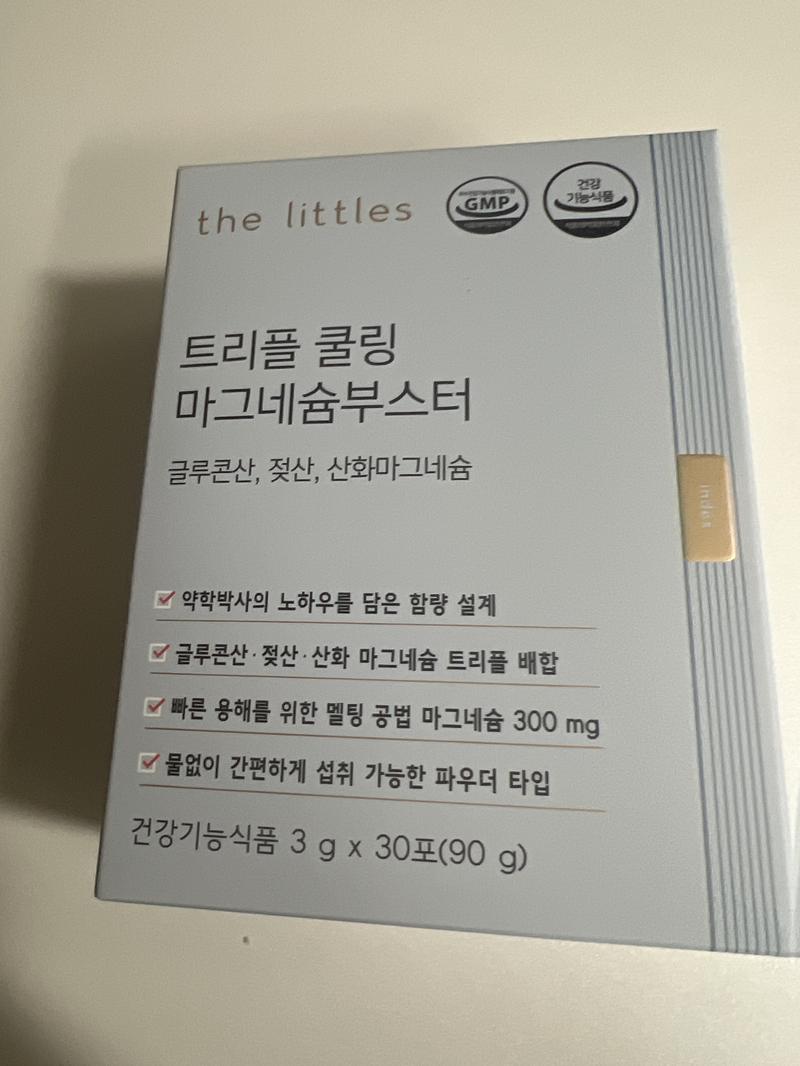 the littles
GMP
건강
기능식품
트리플 쿨링
마그네슘부스터
글루콘산, 젖산, 산화마그네슘
index
약학박사의 노하우를 담은 함량 설계
글루콘산·젖산·산화 마그네슘 트리플 배합
빠른 용해를 위한 멜팅 공법 마그네슘 300 mg
물없이 간편하게 섭취 가능한 파우더 타입
건강기능식품 3 g x 30포(90 g)